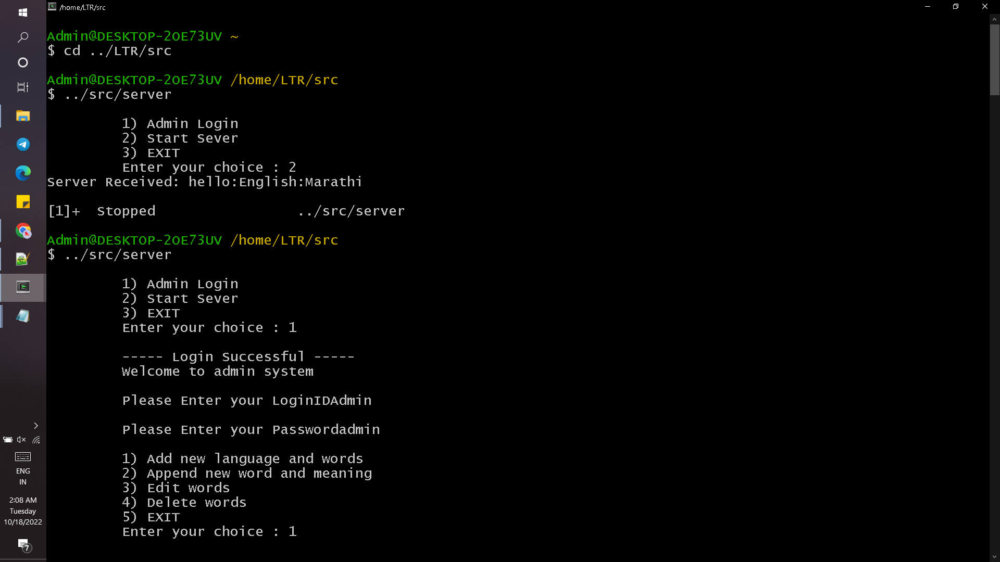 /home/LTR/src
Admin@DESKTOP-2OE73UV ~
$ cd ../LTR/src
Admin@DESKTOP-2OE73UV /home/LTR/src
$ ../src/server
1) Admin Login
2) Start Sever
3) EXIT
Enter your choice : 2
Server Received: hello:English:Marathi
[1]+  Stopped                 ../src/server
Admin@DESKTOP-2OE73UV /home/LTR/src
$ ../src/server
1) Admin Login
2) Start Sever
3) EXIT
Enter your choice : 1
----- Login Successful -----
Welcome to admin system
Please Enter your LoginIDAdmin
Please Enter your Passwordadmin
1) Add new language and words
2) Append new word and meaning
3) Edit words
4) Delete words
5) EXIT
Enter your choice : 1
ENG
IN
2:08 AM
Tuesday
10/18/2022
7